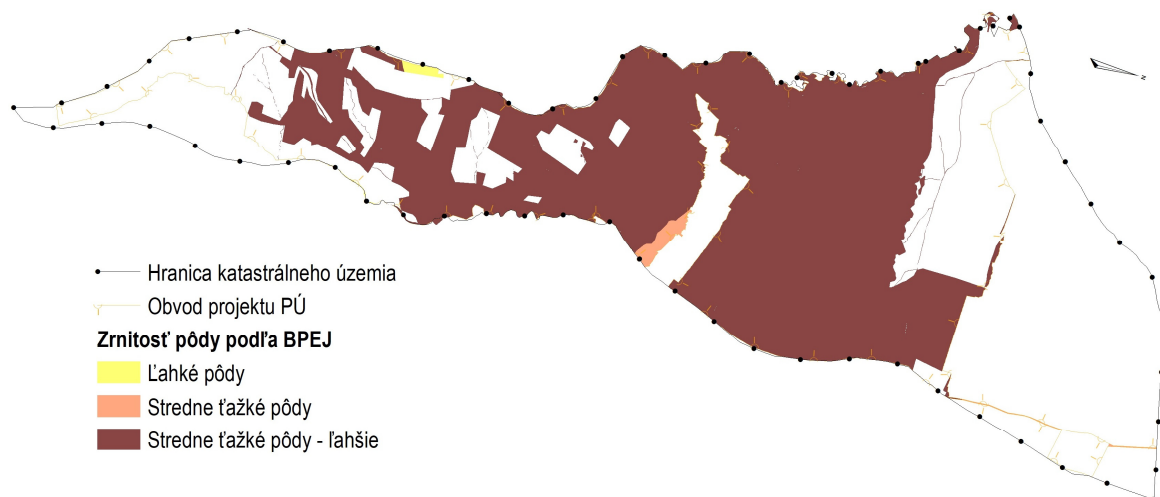 Hranica katastrálneho územia
Obvod projektu PÚ
Zrnitosť pôdy podľa BPEJ
Ľahké pôdy
Stredne ťažké pôdy
Stredne ťažké pôdy - ľahšie